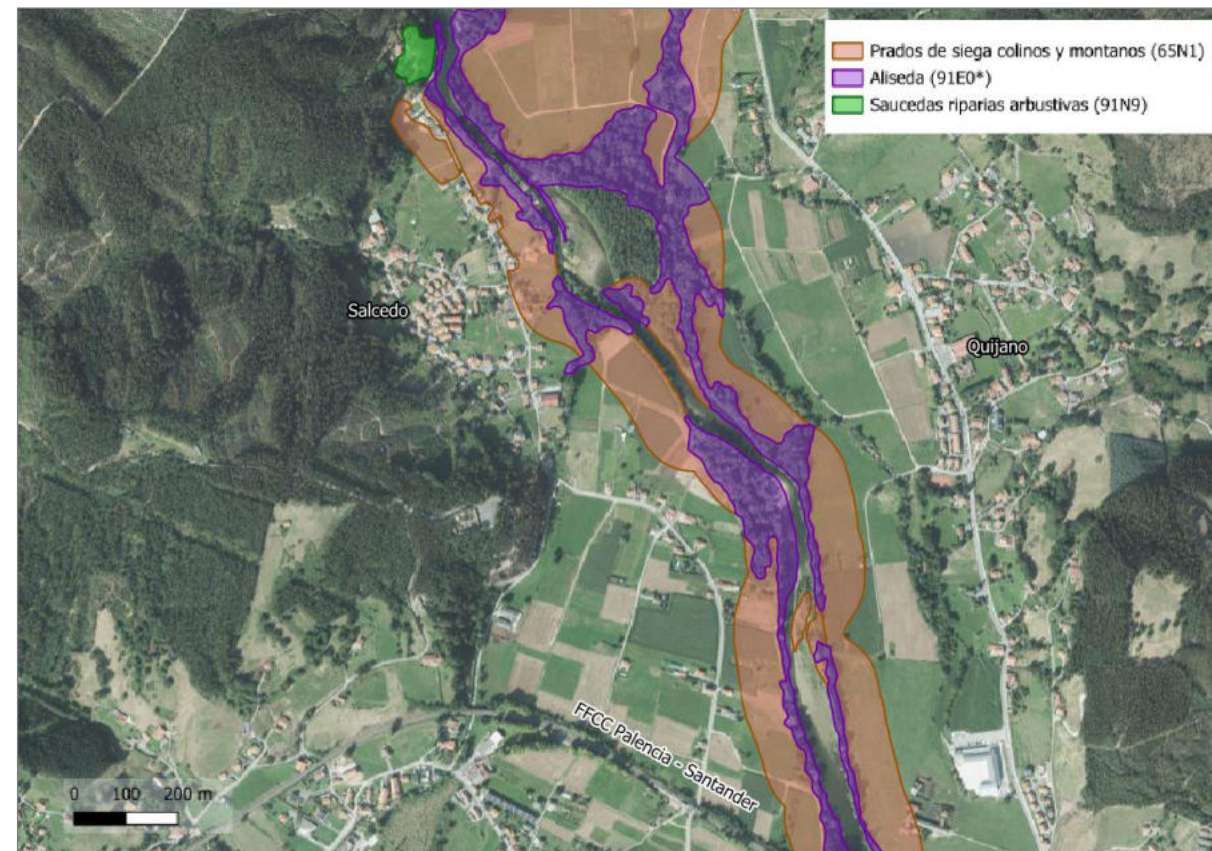 Prados de siega colinos y montanos (65N1)
Aliseda (91E0*)
Saucedas riparias arbustivas (91N9)
Salcedo
Quijano
FFCC Palencia - Santander
0 100 200 m